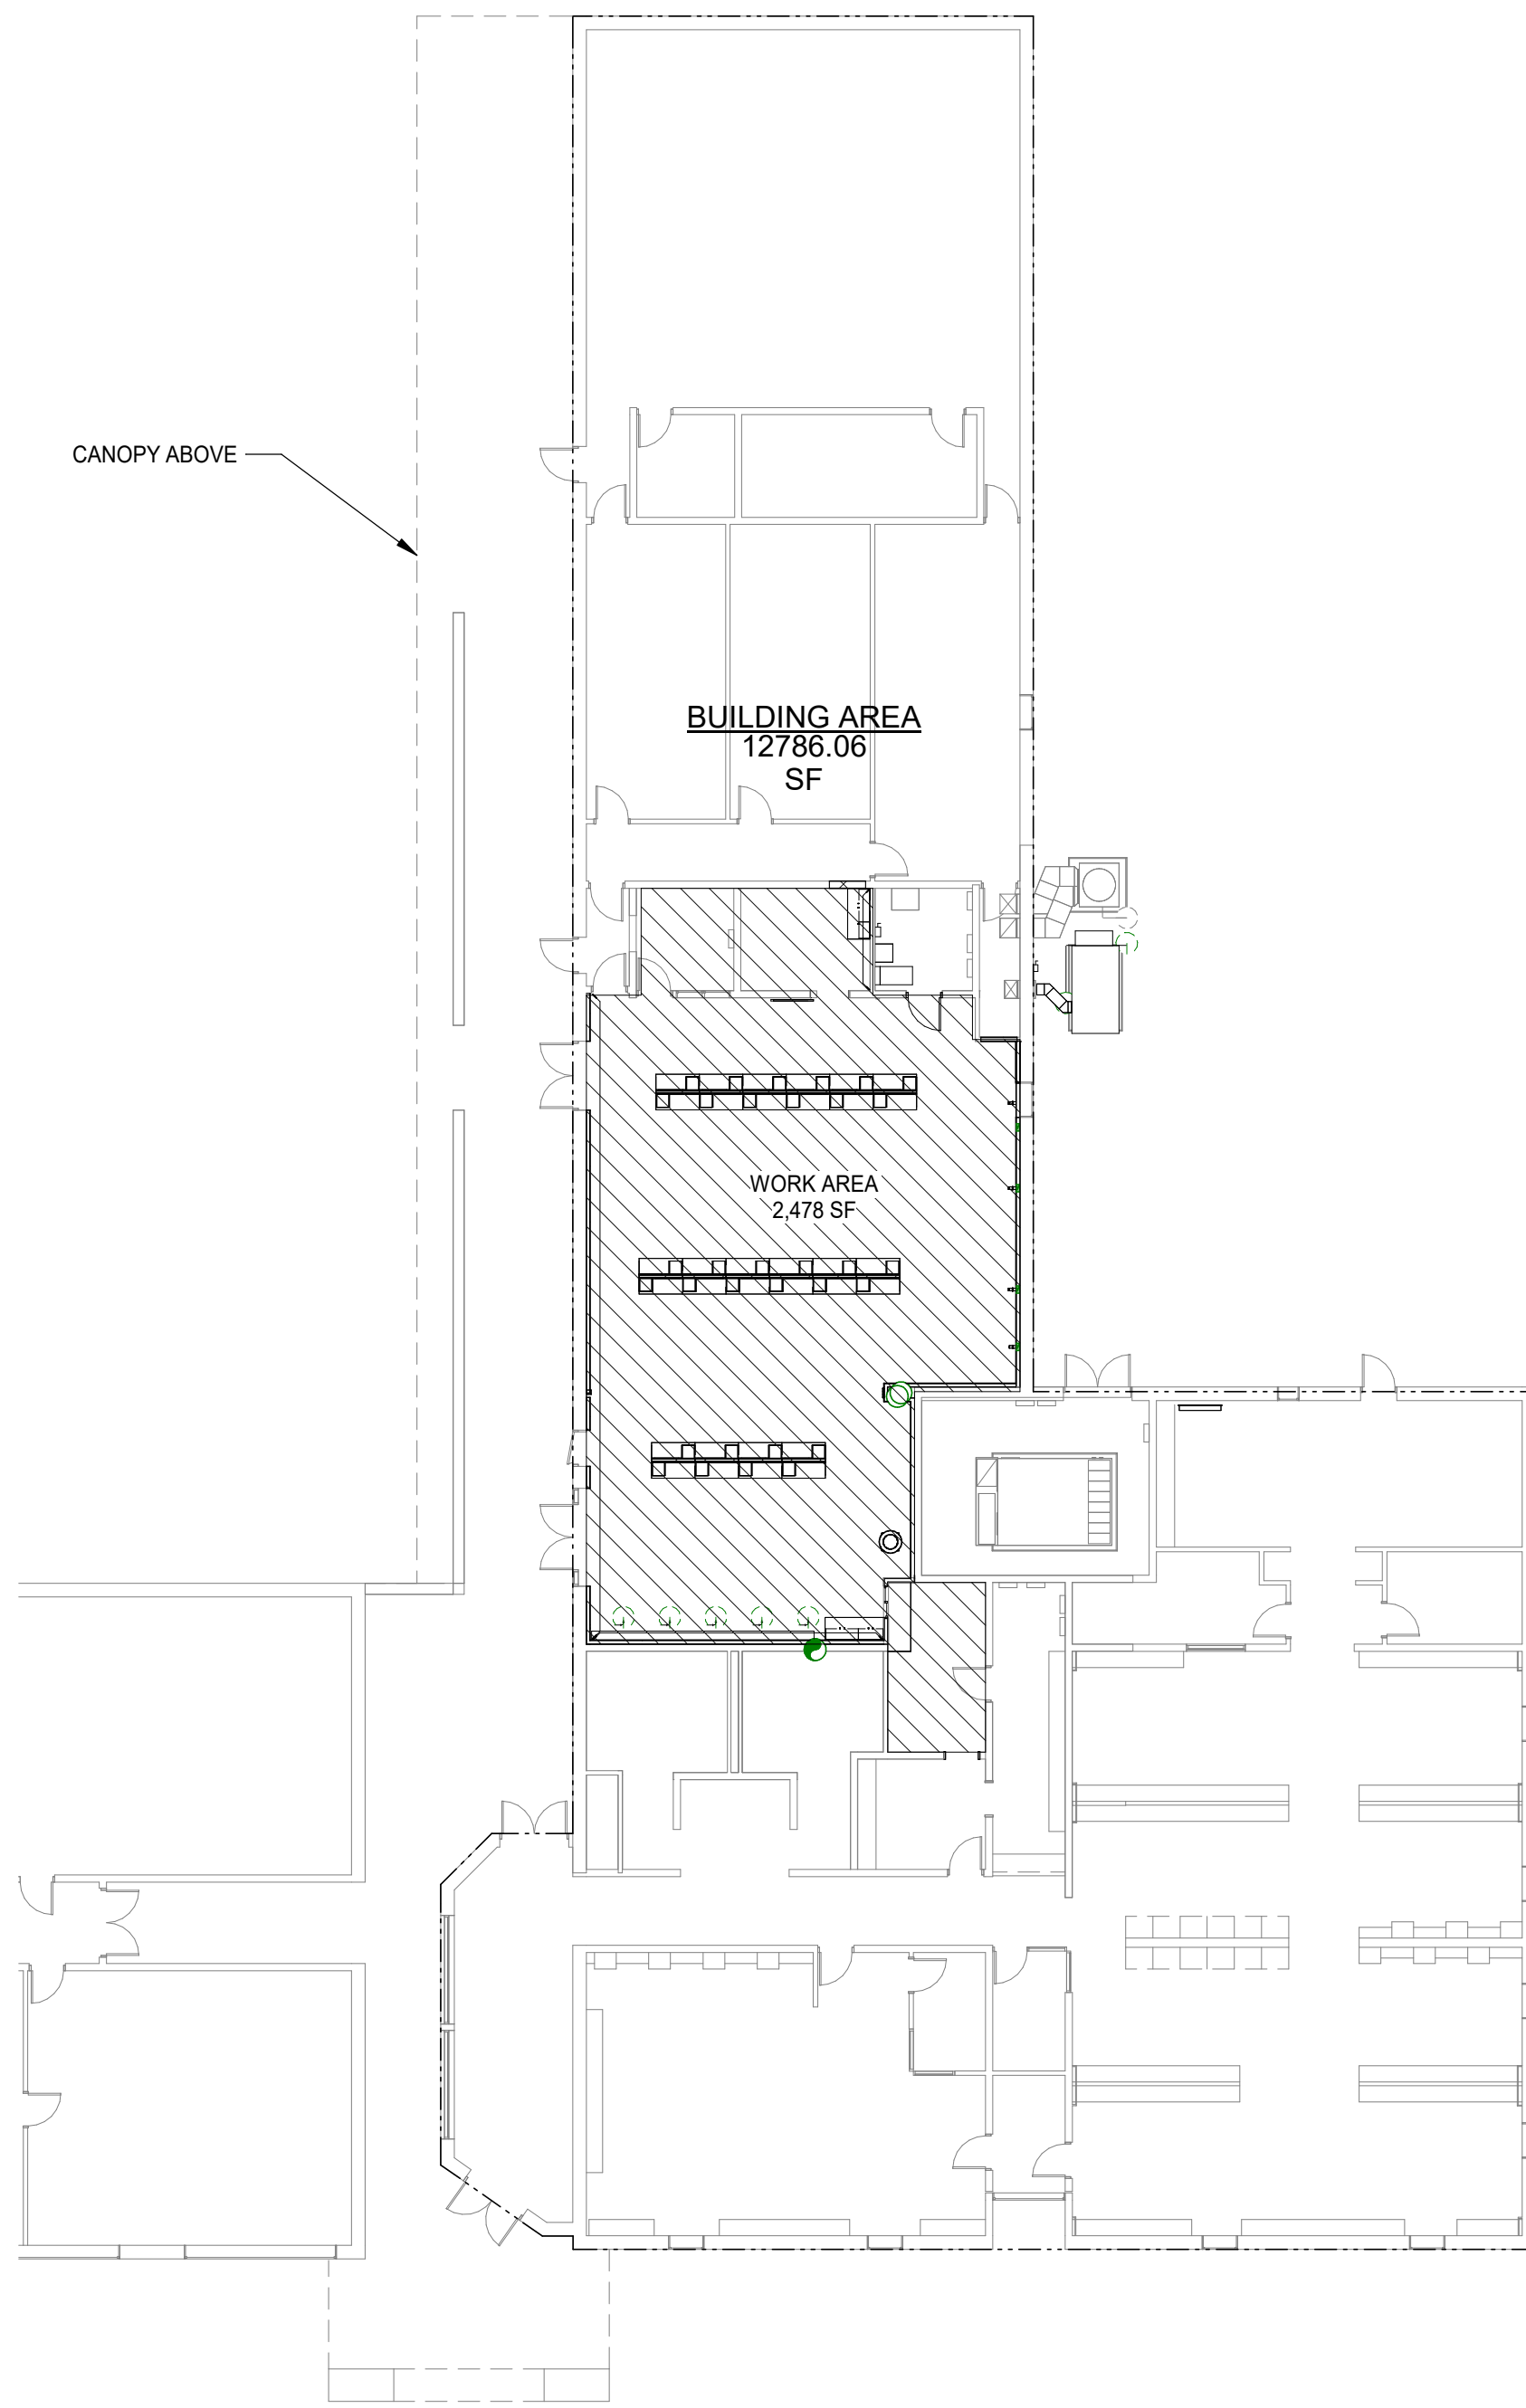 CANOPY ABOVE
BUILDING AREA
12786.06
SF
WORK AREA
2,478 SF